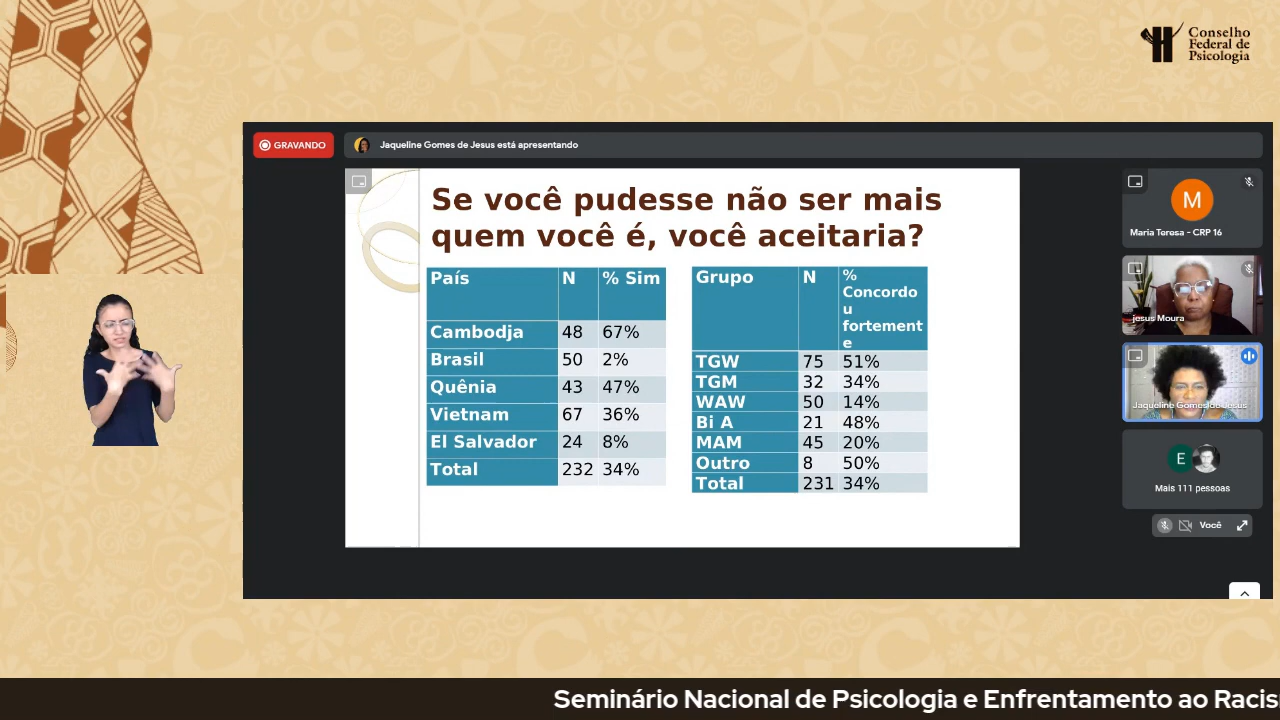 Conselho
Federal de
Psicologia
GRAVANDO
Jaqueline Gomes de Jesus está apresentando
Se você pudesse não ser mais
quem você é, você aceitaria?
País N % Sim
Cambodja 48 67%
Brasil 50 2%
Quênia 43 47%
Vietnam 67 36%
El Salvador 24 8%
Total 232 34%
Grupo N %
Concordo
u
fortement
e
TGW 75 51%
TGM 32 34%
WAW 50 14%
Bi A 21 48%
MAM 45 20%
Outro 8 50%
Total 231 34%
M
Maria Teresa - CRP 16
jesus Moura
Jaqueline Gomes de Jesus
E
Mais 111 pessoas
Você
Seminário Nacional de Psicologia e Enfrentamento ao Racis